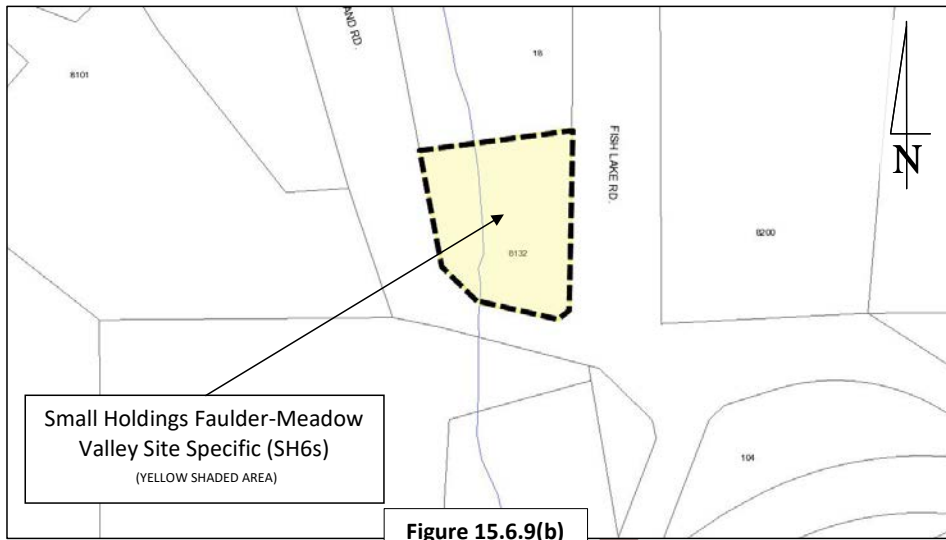 AND RD.
18
8101
FISH LAKE RD.
N
8200
8132
Small Holdings Faulder-Meadow
Valley Site Specific (SH6s)
(YELLOW SHADED AREA)
104
Figure 15.6.9(b)